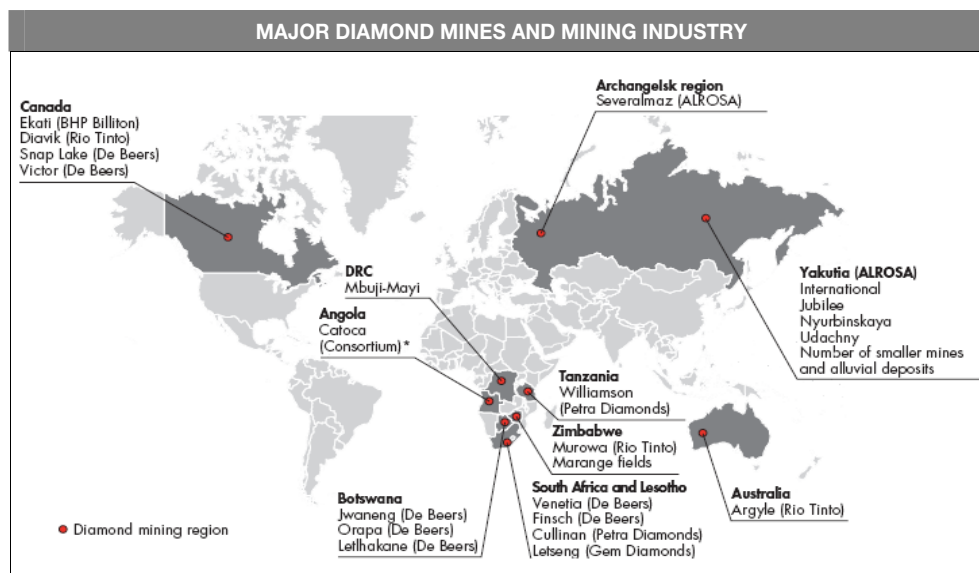 MAJOR DIAMOND MINES AND MINING INDUSTRY
Archangelsk region
Severalmaz (ALROSA)
Canada
Ekati (BHP Billiton)
Diavik (Rio Tinto)
Snap Lake (De Beers)
Victor (De Beers)
DRC
Mbuji-Mayi
Angola
Catoca
(Consortium)*
Yakutia (ALROSA)
International
Jubilee
Nyurbinskaya
Udachny
Number of smaller mines
and alluvial deposits
Tanzania
Williamson
(Petra Diamonds)
Zimbabwe
Murowa (Rio Tinto)
Marange fields
South Africa and Lesotho
Venetia (De Beers)
Finsch (De Beers)
Cullinan (Petra Diamonds)
Letseng (Gem Diamonds)
Botswana
Jwaneng (De Beers)
Orapa (De Beers)
Letlhakane (De Beers)
Australia
Argyle (Rio Tinto)
Diamond mining region